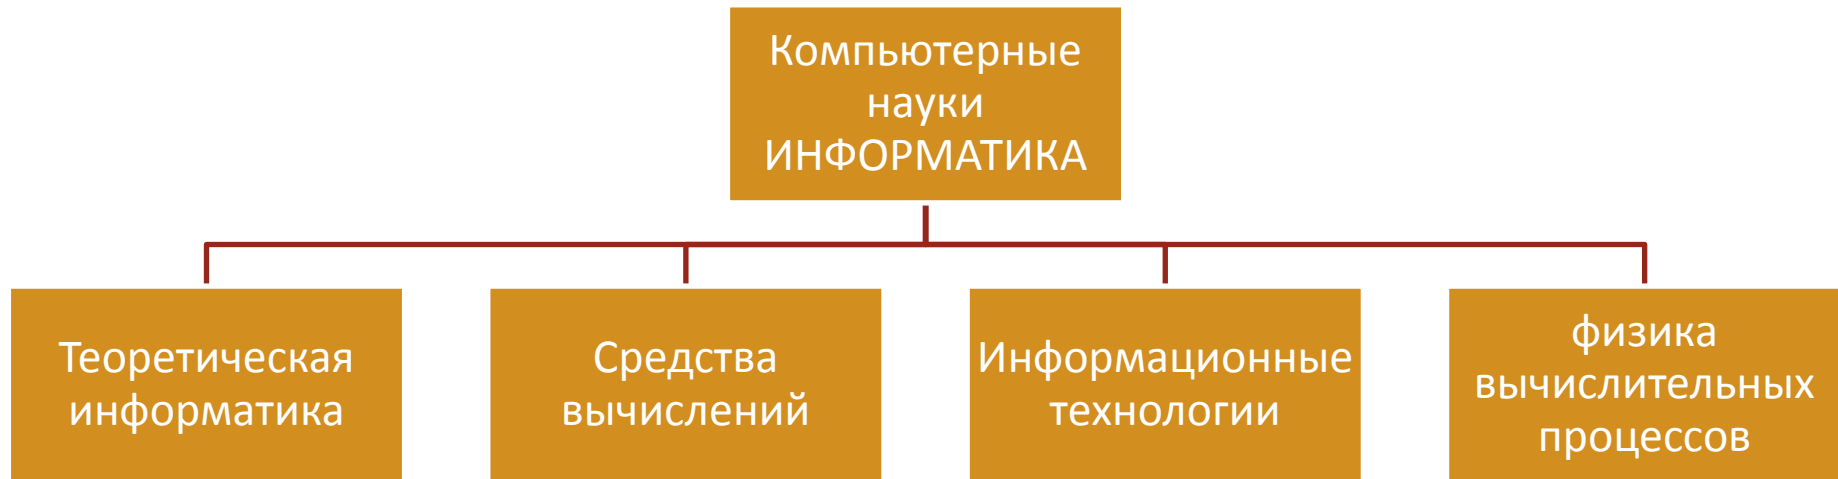 Компьютерные
науки
ИНФОРМАТИКА
Теоретическая
информатика
Средства
вычислений
Информационные
технологии
физика
вычислительных
процессов